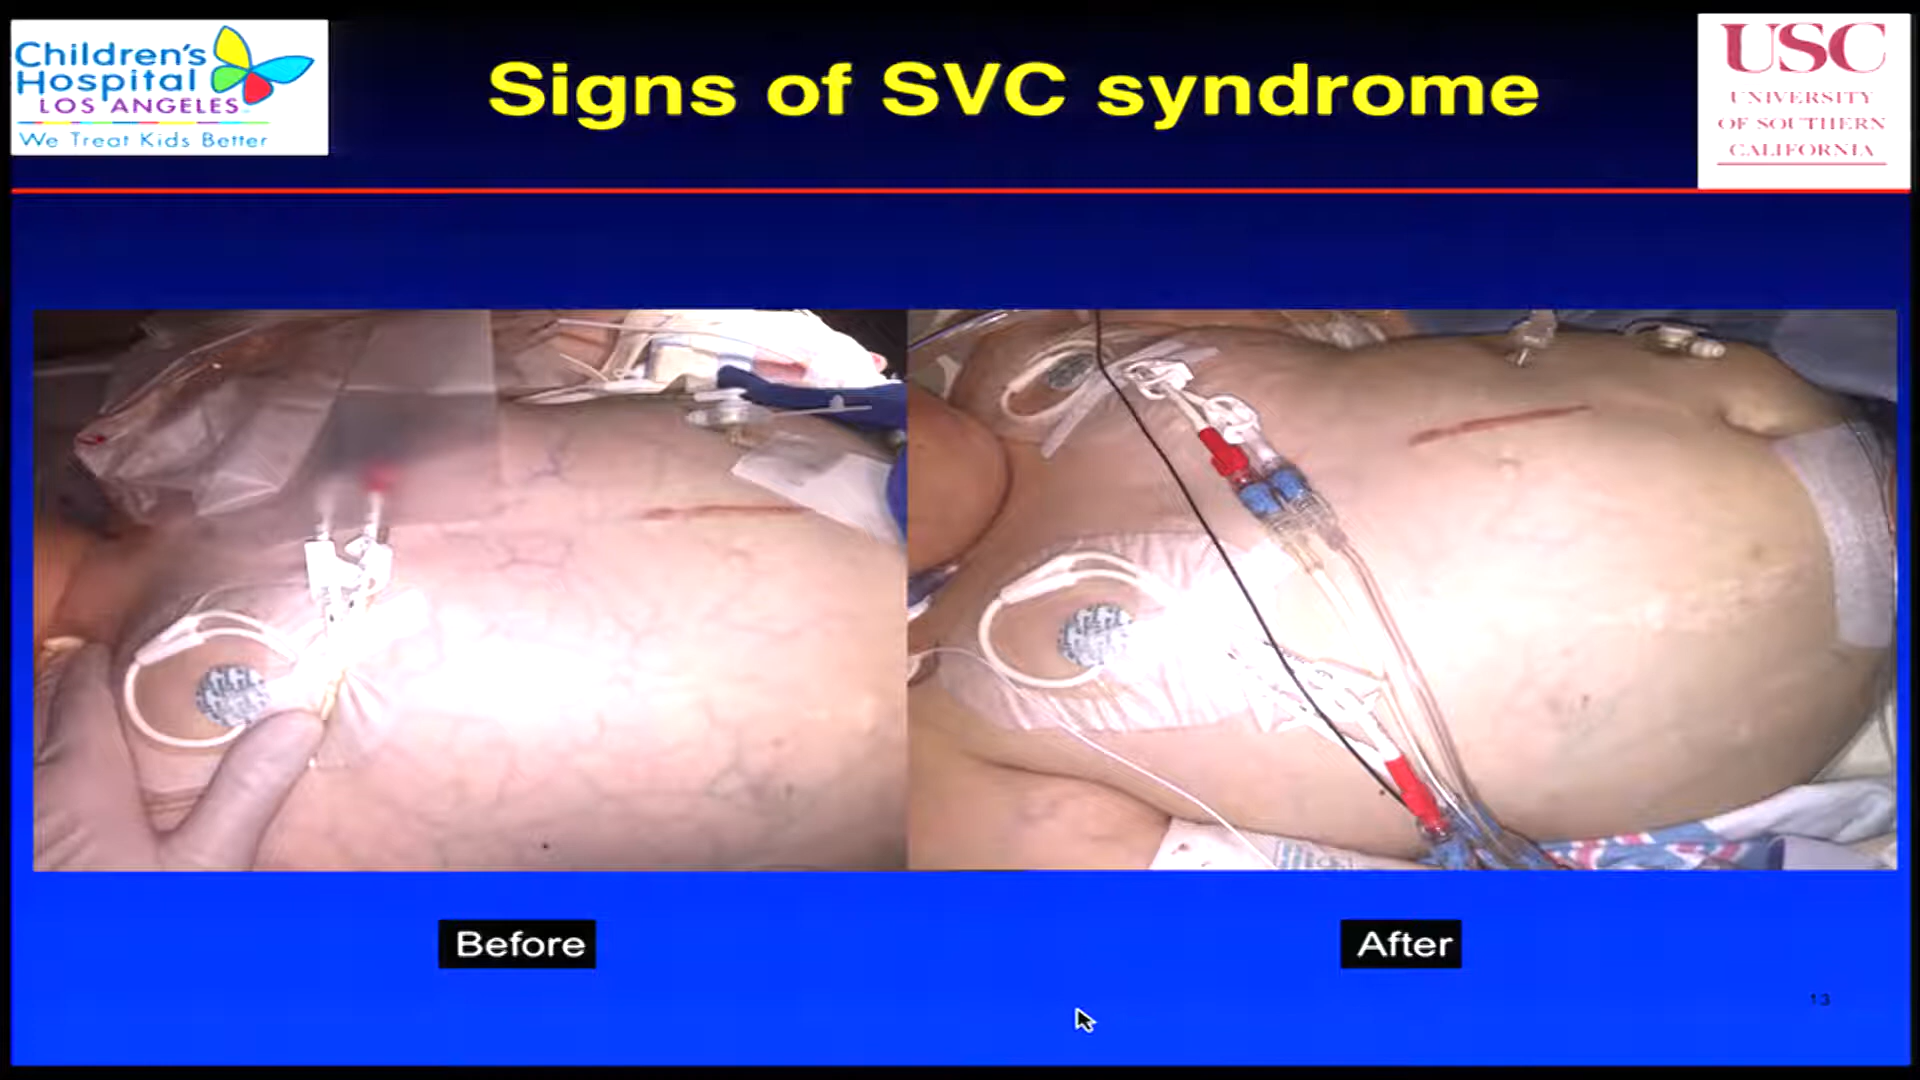 Children's
Hospital
LOS ANGELES
We Treat Kids Better
Signs of SVC syndrome
USC
UNIVERSITY
OF SOUTHERN
CALIFORNIA
Before
After
13